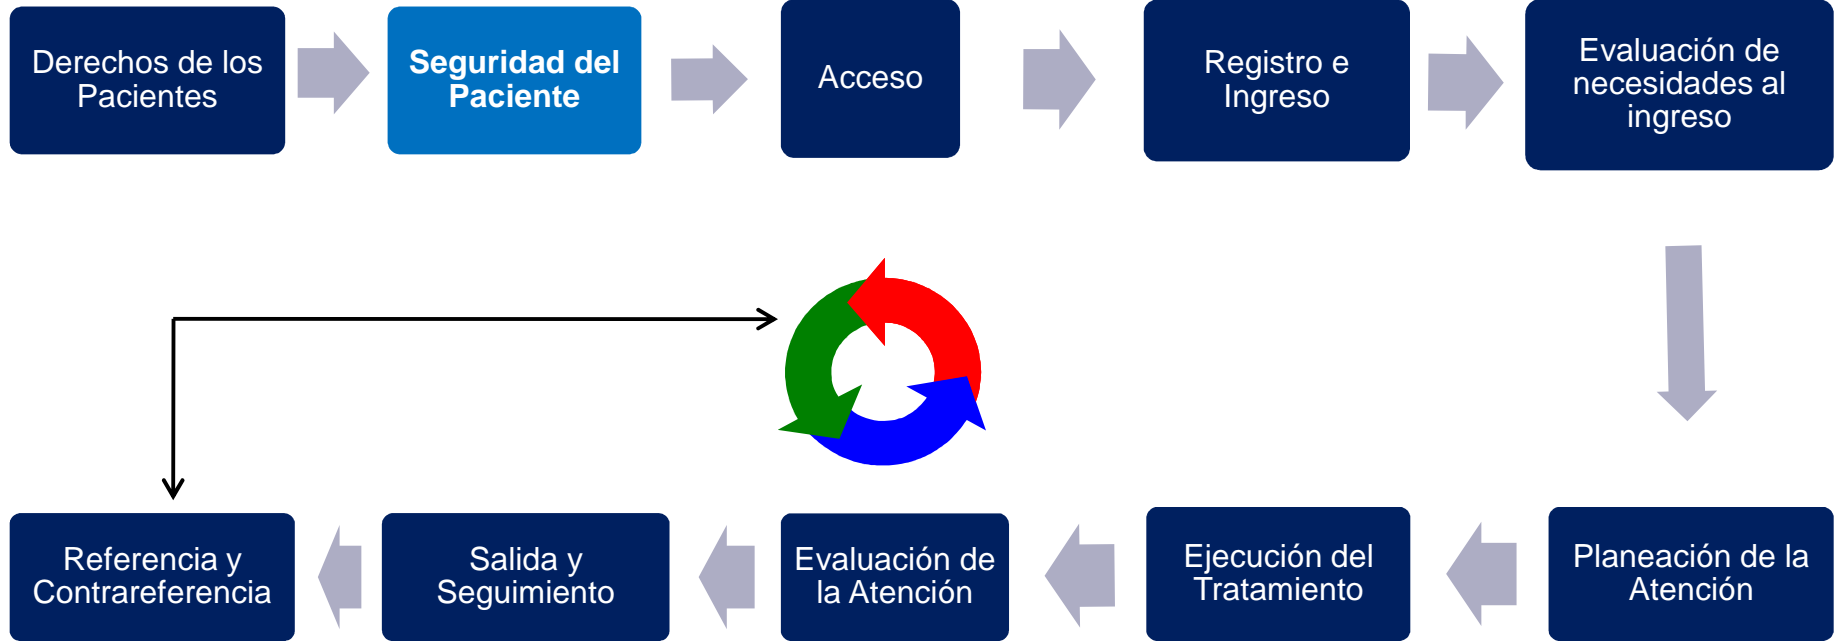 Derechos de los
Pacientes
Seguridad del
Paciente
Acceso
Registro e
Ingreso
Evaluación de
necesidades al
ingreso
Referencia y
Contrareferencia
Salida y
Seguimiento
Evaluación de
la Atención
Ejecución del
Tratamiento
Planeación de la
Atención